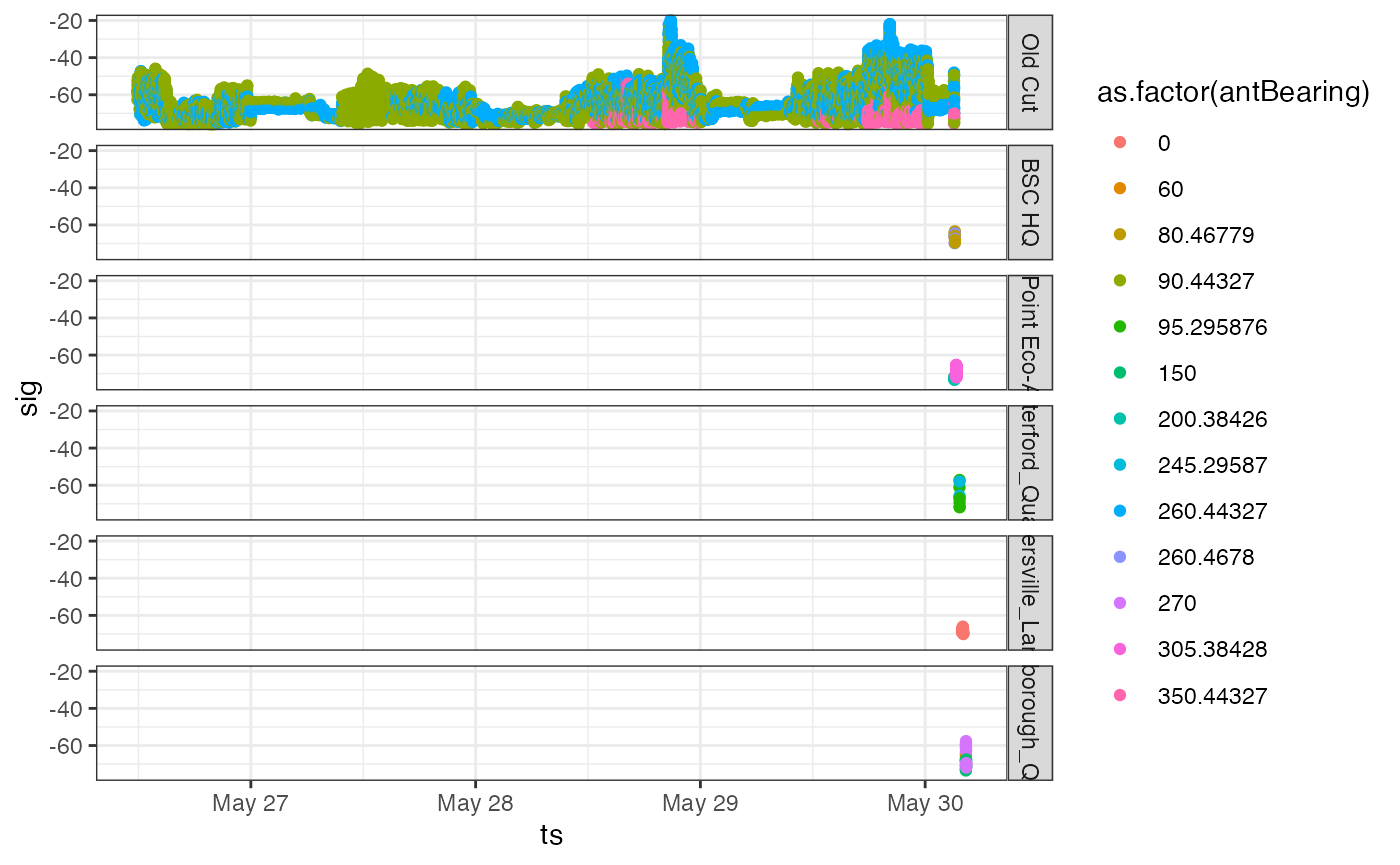 -20
-40
-60
Old Cut
-20
-40
-60
BSC HQ
-20
-40
-60
Point Eco-A
-20
-40
-60
terford_Qua
-20
-40
-60
ersville_Lar
-20
-40
-60
borough_Q
sig
May 27
May 28
May 29
May 30
ts
as.factor(antBearing)
0
60
80.46779
90.44327
95.295876
150
200.38426
245.29587
260.44327
260.4678
270
305.38428
350.44327